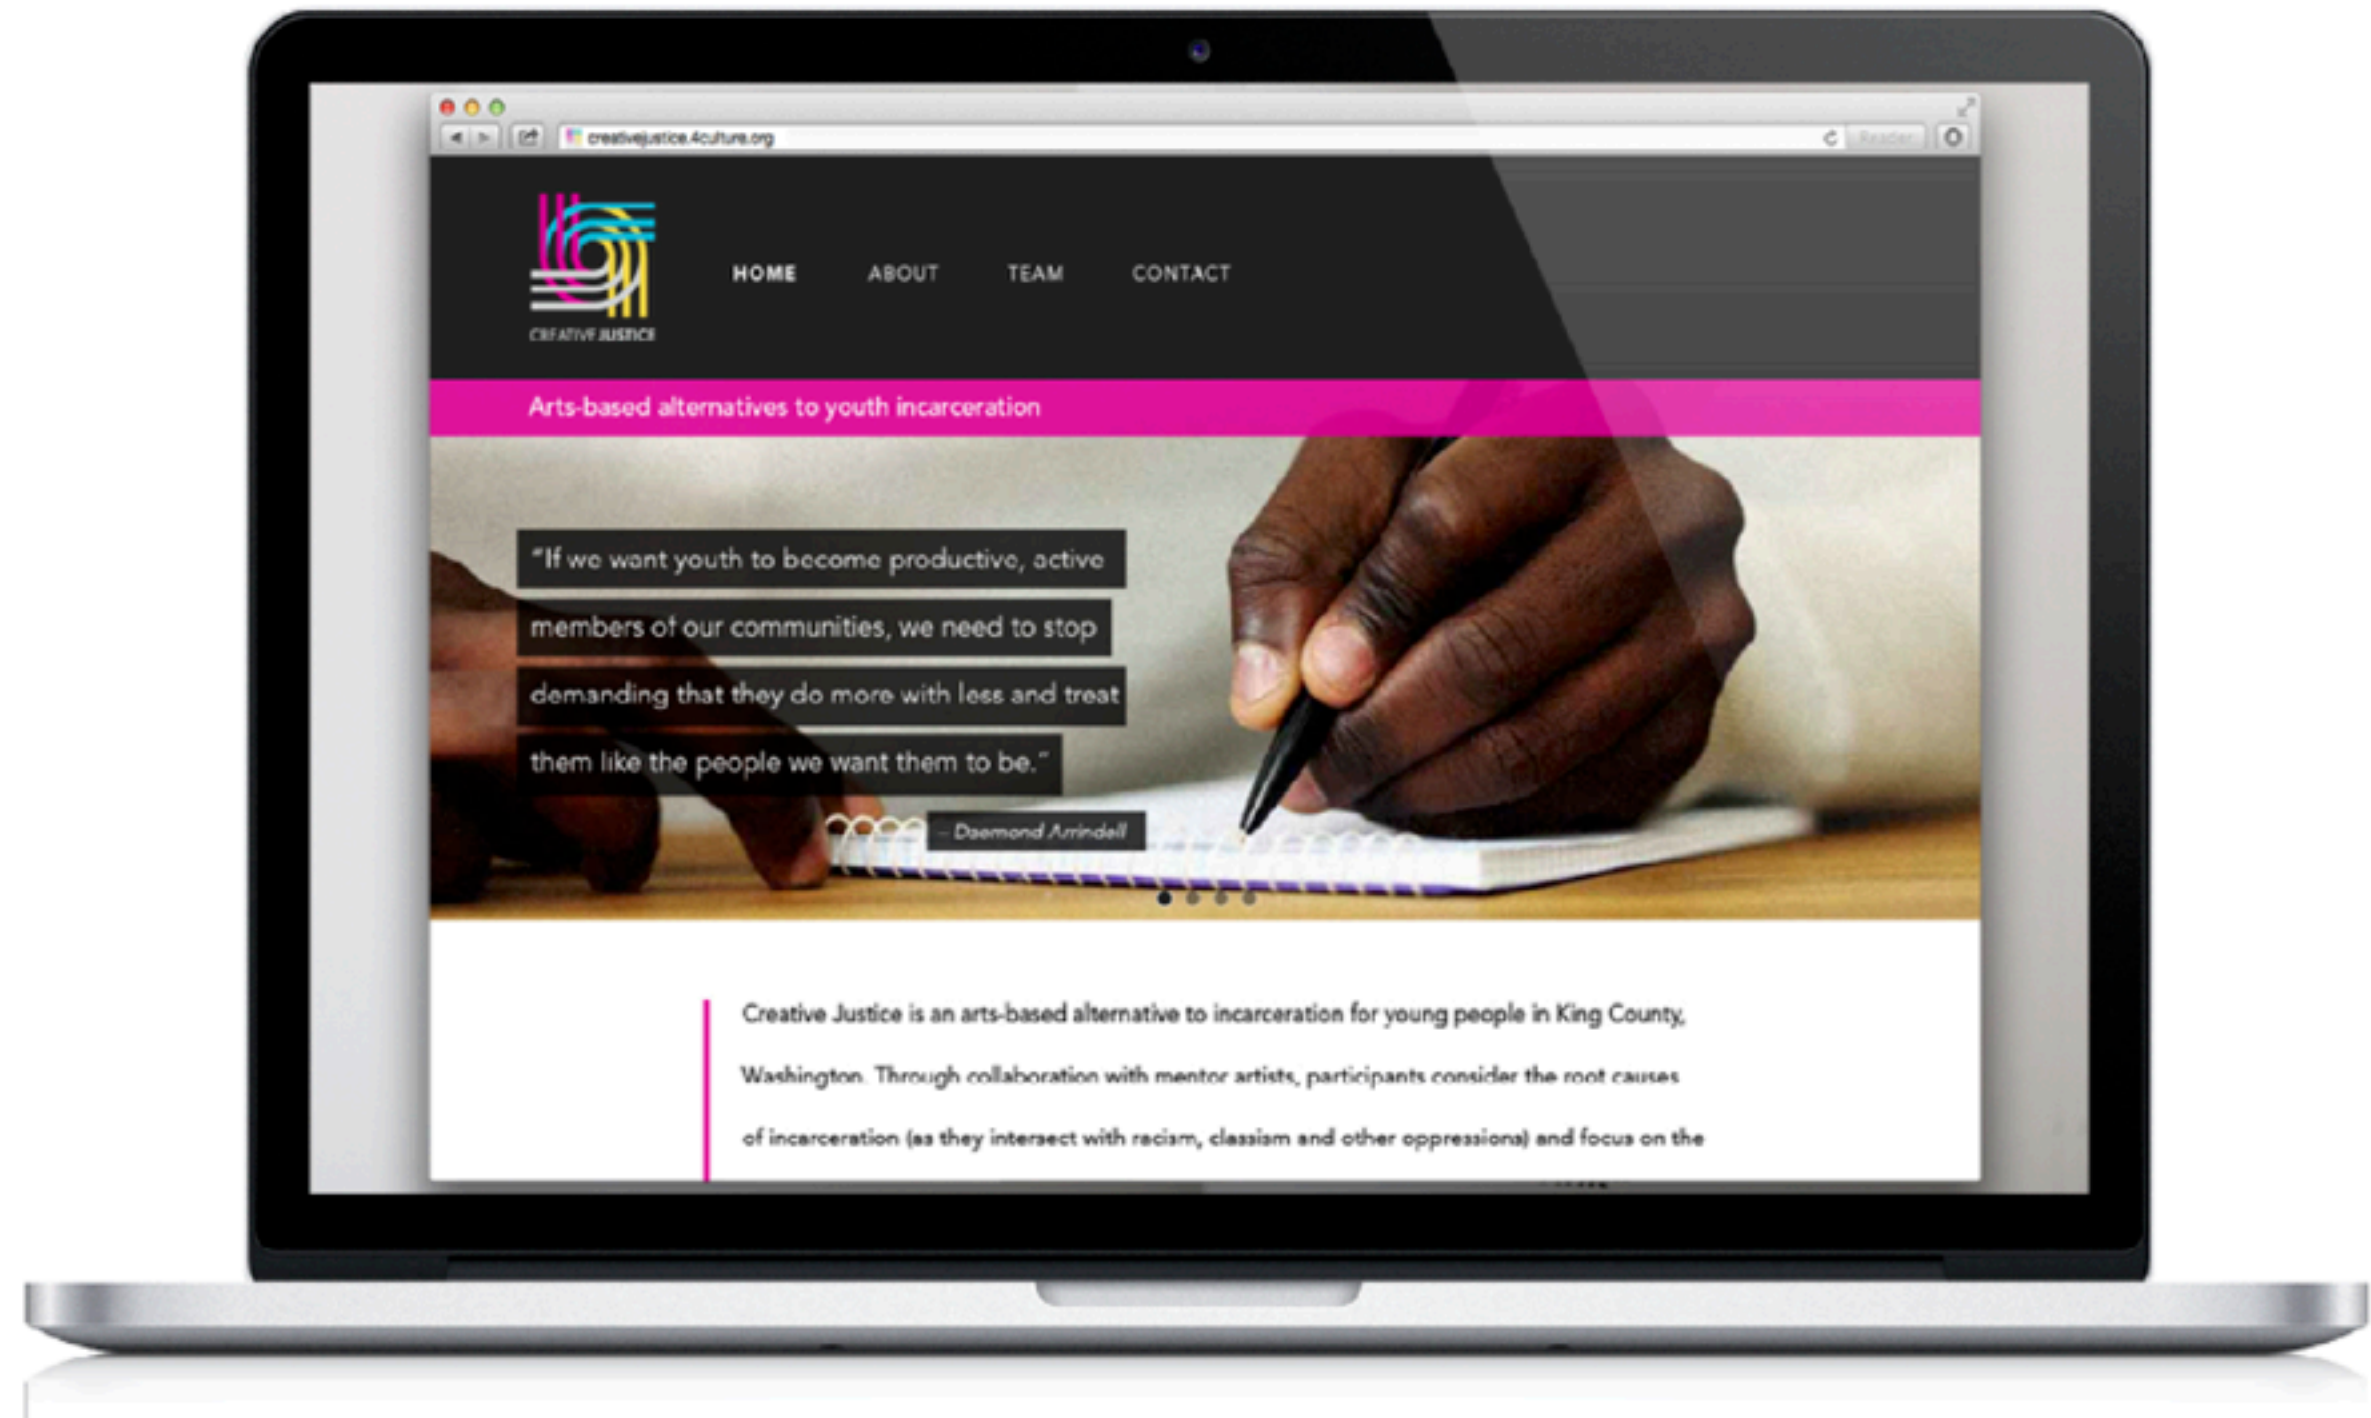 creativejustice.4culture.org
Reader
CREATIVE JUSTICE
HOME ABOUT TEAM CONTACT
Arts-based alternatives to youth incarceration
“If we want youth to become productive, active
members of our communities, we need to stop
demanding that they do more with less and treat
them like the people we want them to be.”
– Daemond Arrindell
Creative Justice is an arts-based alternative to incarceration for young people in King County,
Washington. Through collaboration with mentor artists, participants consider the root causes
of incarceration (as they intersect with racism, classism and other oppressions) and focus on the